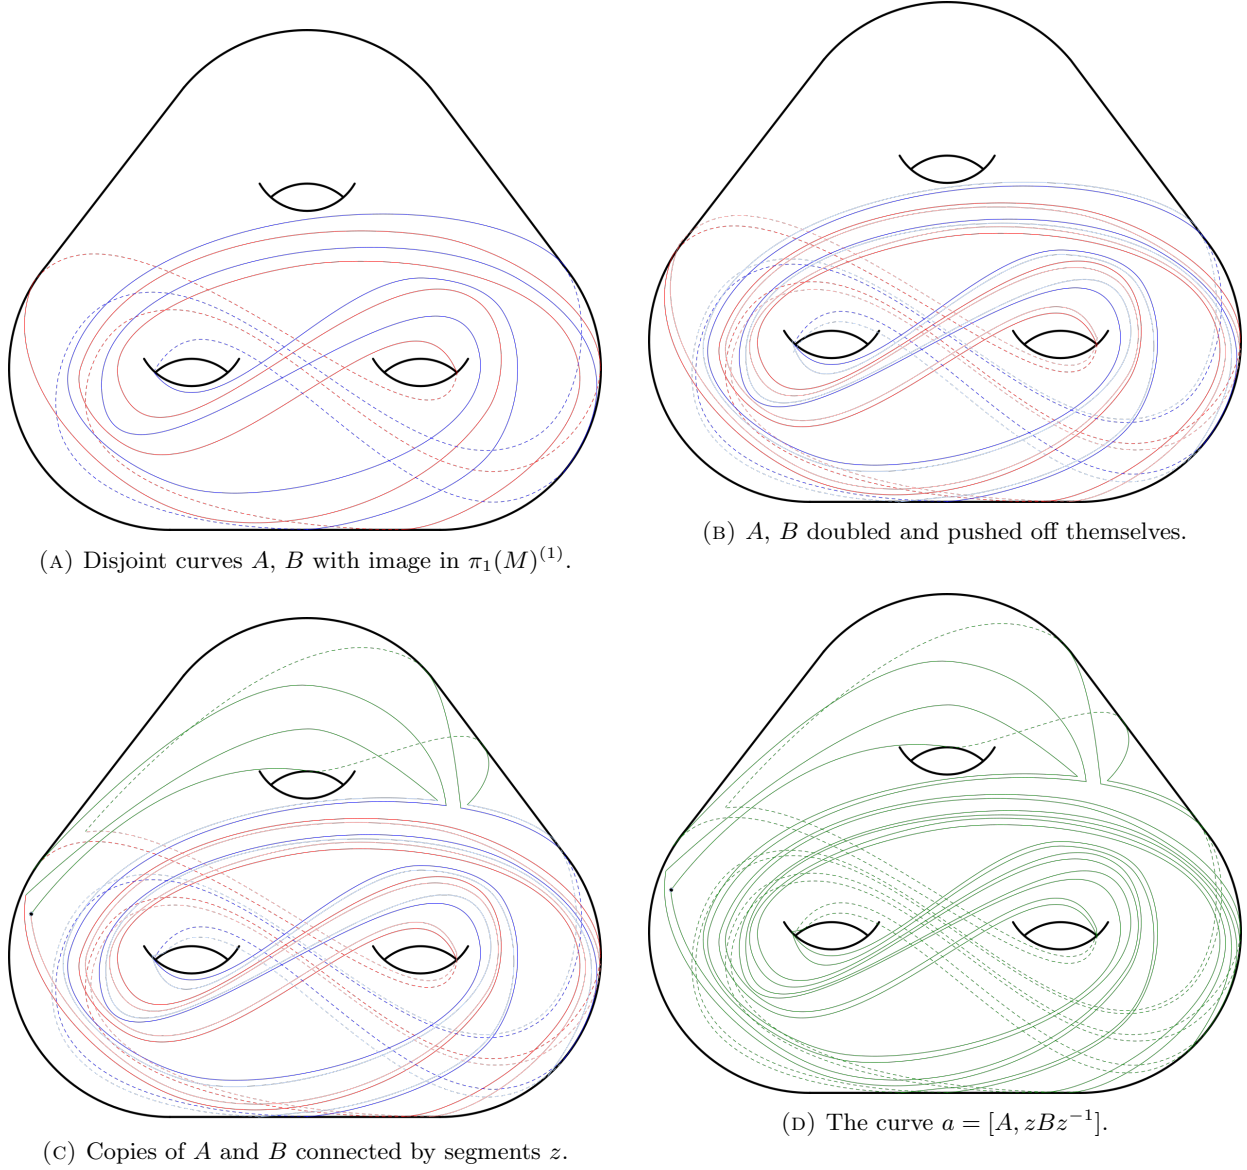 (A) Disjoint curves A, B with image in π₁(M)⁽¹⁾.
(B) A, B doubled and pushed off themselves.
(C) Copies of A and B connected by segments z.
(D) The curve a = [A, zBz⁻¹].